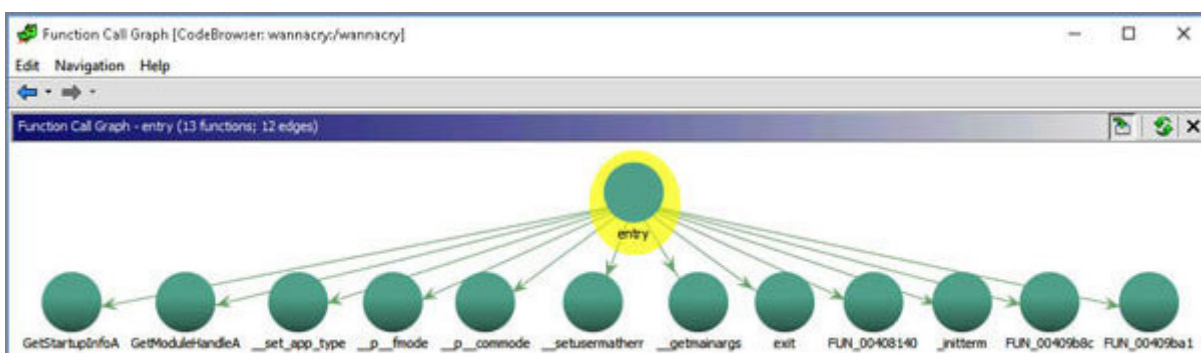 Function Call Graph [CodeBrowser: wannacry:/wannacry]
Edit Navigation Help
Function Call Graph - entry (13 functions; 12 edges)
entry
GetStartupInfoA GetModuleHandleA __set_app_type __p__fmode __p__commode __setusermatherr __getmainargs exit FUN_00408140 _initterm FUN_00409b8c FUN_00409ba1